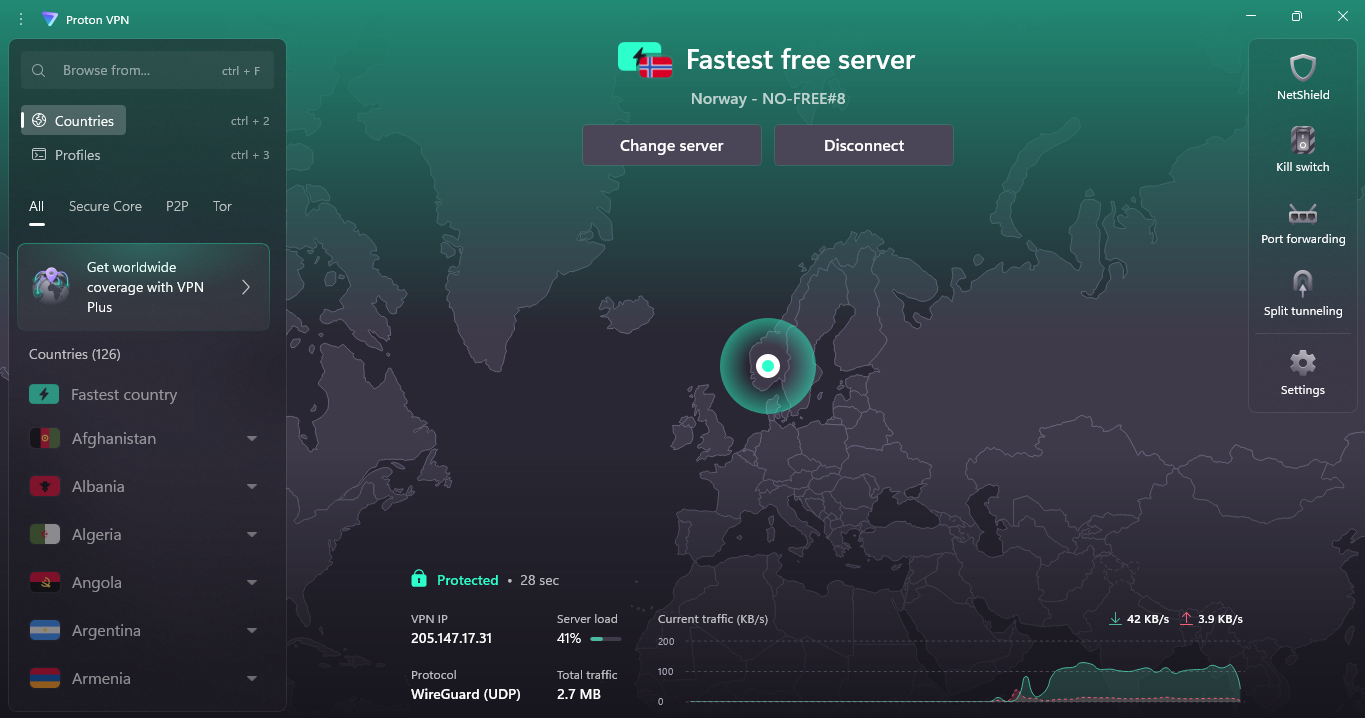 Proton VPN
Browse from...
ctrl + F
Countries
ctrl + 2
Profiles
ctrl + 3
All
Secure Core
P2P
Tor
Get worldwide
coverage with VPN
Plus
Countries (126)
Fastest country
Afghanistan
Albania
Algeria
Angola
Argentina
Armenia
Fastest free server
Norway - NO-FREE#8
Change server
Disconnect
Protected • 28 sec
VPN IP
205.147.17.31
Server load
41%
Protocol
WireGuard (UDP)
Total traffic
2.7 MB
Current traffic (KB/s)
42 KB/s
3.9 KB/s
200
100
0
NetShield
Kill switch
Port forwarding
Split tunneling
Settings